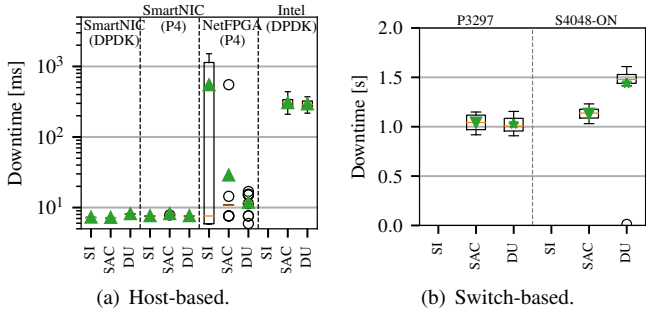 SmartNIC
(DPDK)
SmartNIC
(P4)
NetFPGA
(P4)
Intel
(DPDK)
Downtime [ms]
10³
10²
10¹
SI
SAC
DU
SI
SAC
DU
SI
SAC
DU
SI
SAC
DU
(a) Host-based.
P3297
S4048-ON
Downtime [s]
2.0
1.5
1.0
0.5
0.0
SI
SAC
DU
SI
SAC
DU
(b) Switch-based.